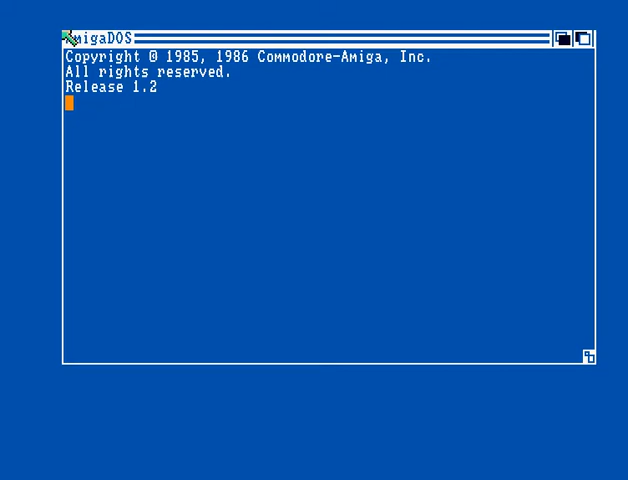 AmigaDOS
Copyright © 1985, 1986 Commodore-Amiga, Inc.
All rights reserved.
Release 1.2